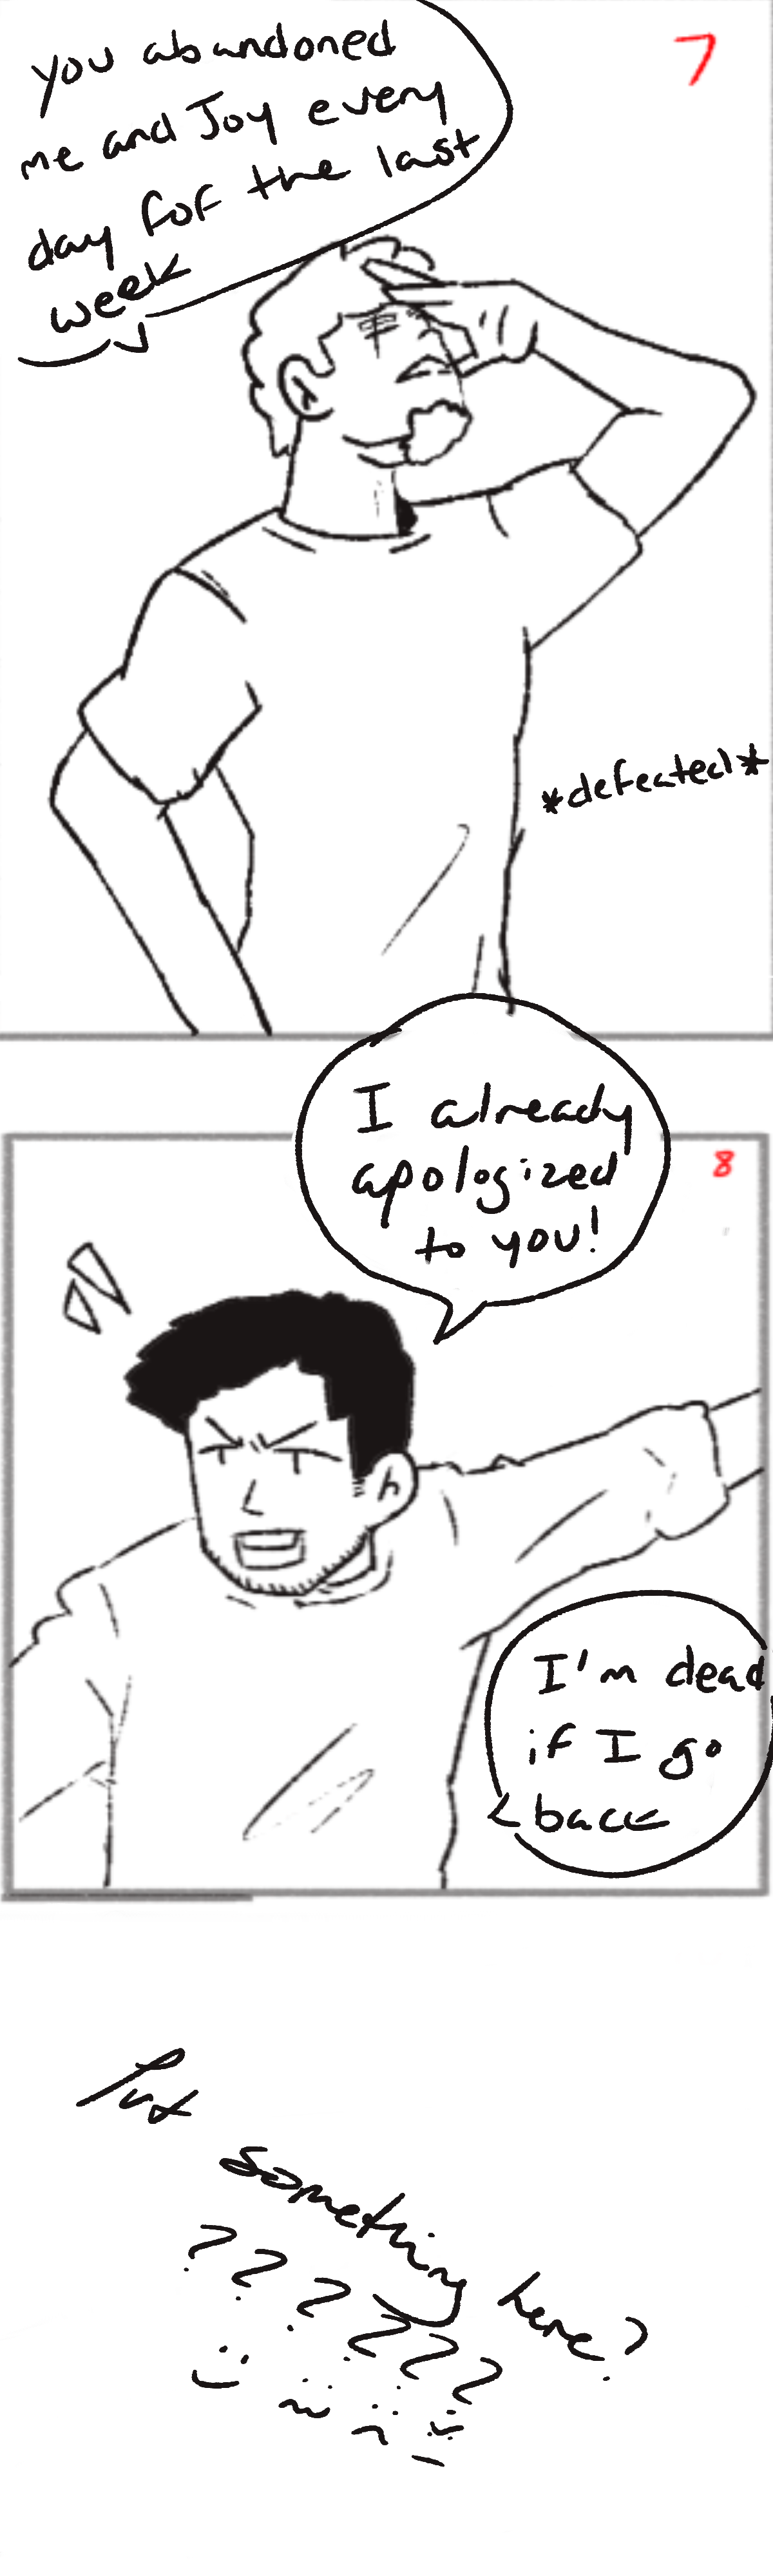 you abandoned
me and Joy every
day for the last
week
7
*defeated*
I already
apologized
to you!
8
I'm dead
if I go
back
Put
something
here?
??????